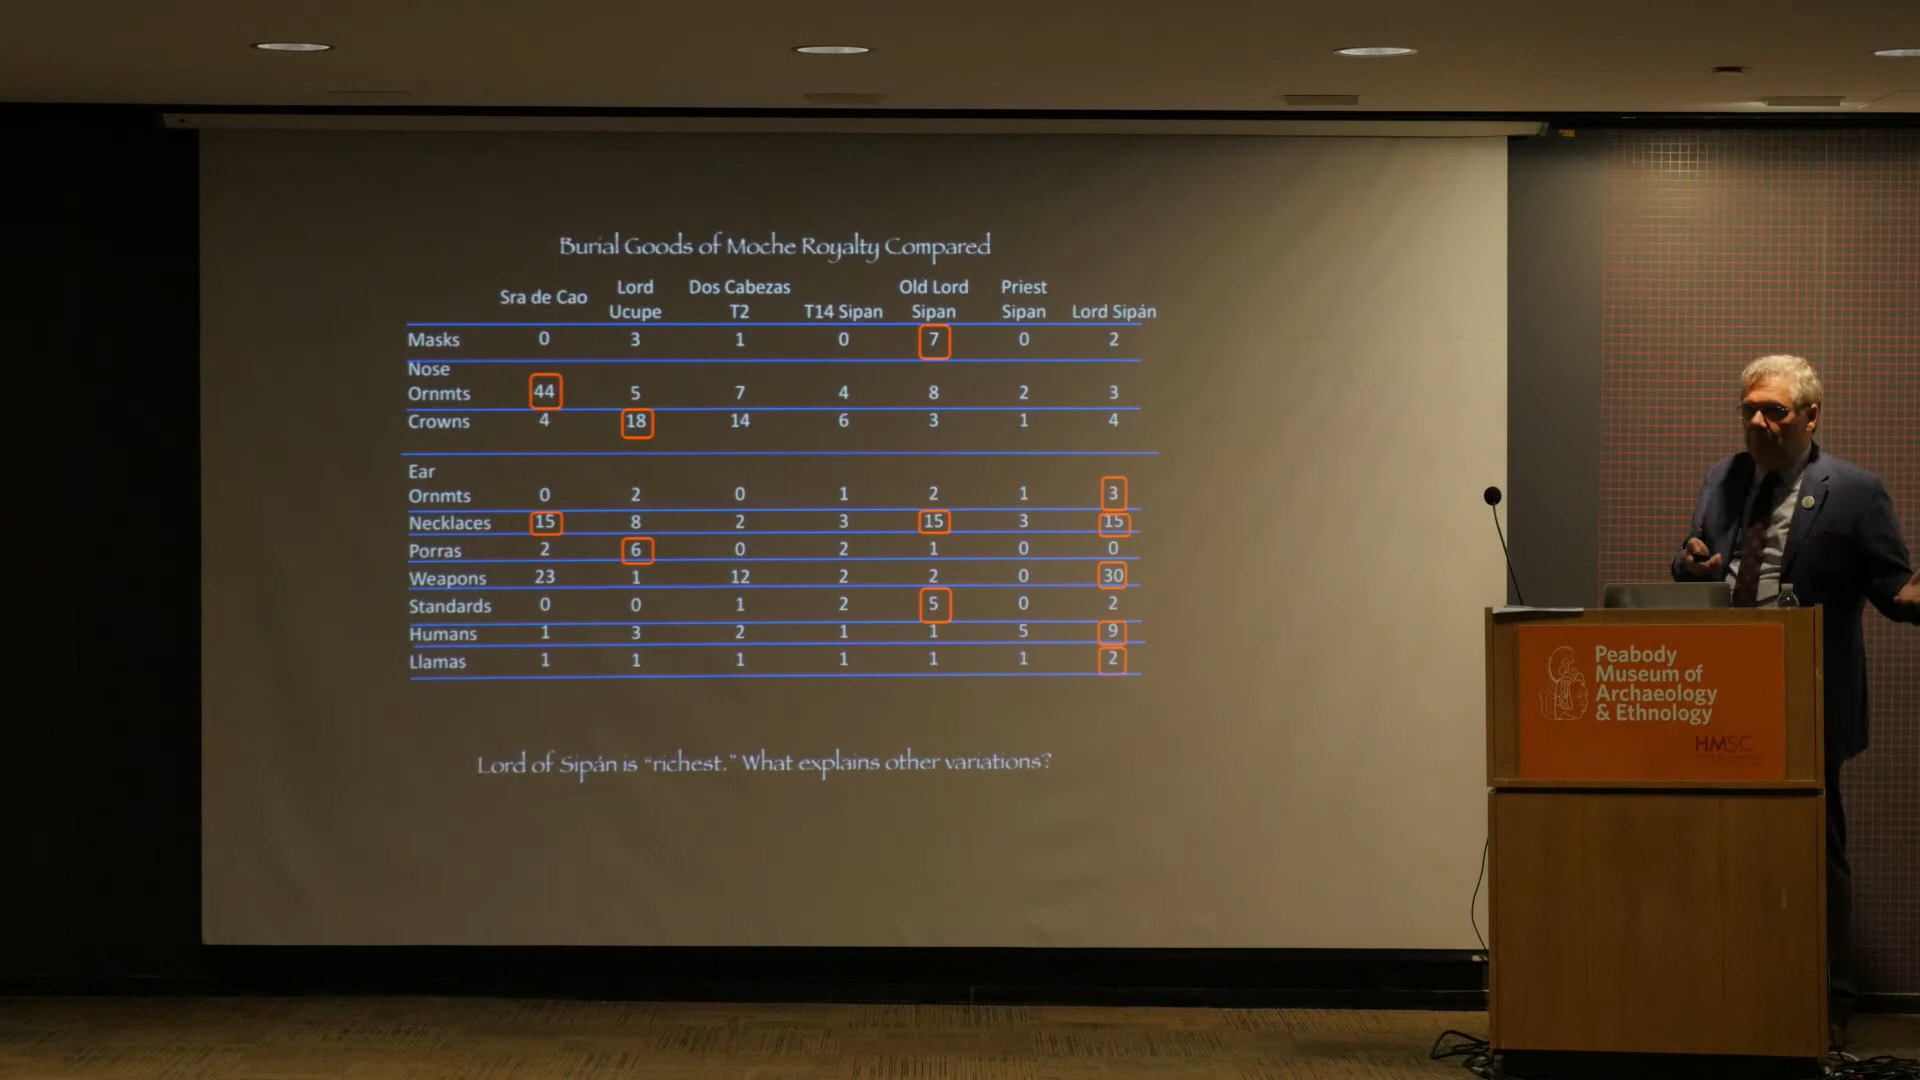 Burial Goods of Moche Royalty Compared
Sra de Cao Lord Ucupe Dos Cabezas T2 T14 Sipan Old Lord Sipan Priest Sipan Lord Sipán
Masks 0 3 1 0 7 0 2
Nose Ornmts 44 5 7 4 8 2 3
Crowns 4 18 14 6 3 1 4
Ear Ornmts 0 2 0 1 2 1 3
Necklaces 15 8 2 3 15 3 15
Porras 2 6 0 2 1 0 0
Weapons 23 1 12 2 2 0 30
Standards 0 0 1 2 5 0 2
Humans 1 3 2 1 1 5 9
Llamas 1 1 1 1 1 1 2
Lord of Sipán is “richest.” What explains other variations?
Peabody
Museum of
Archaeology
& Ethnology
HMSC